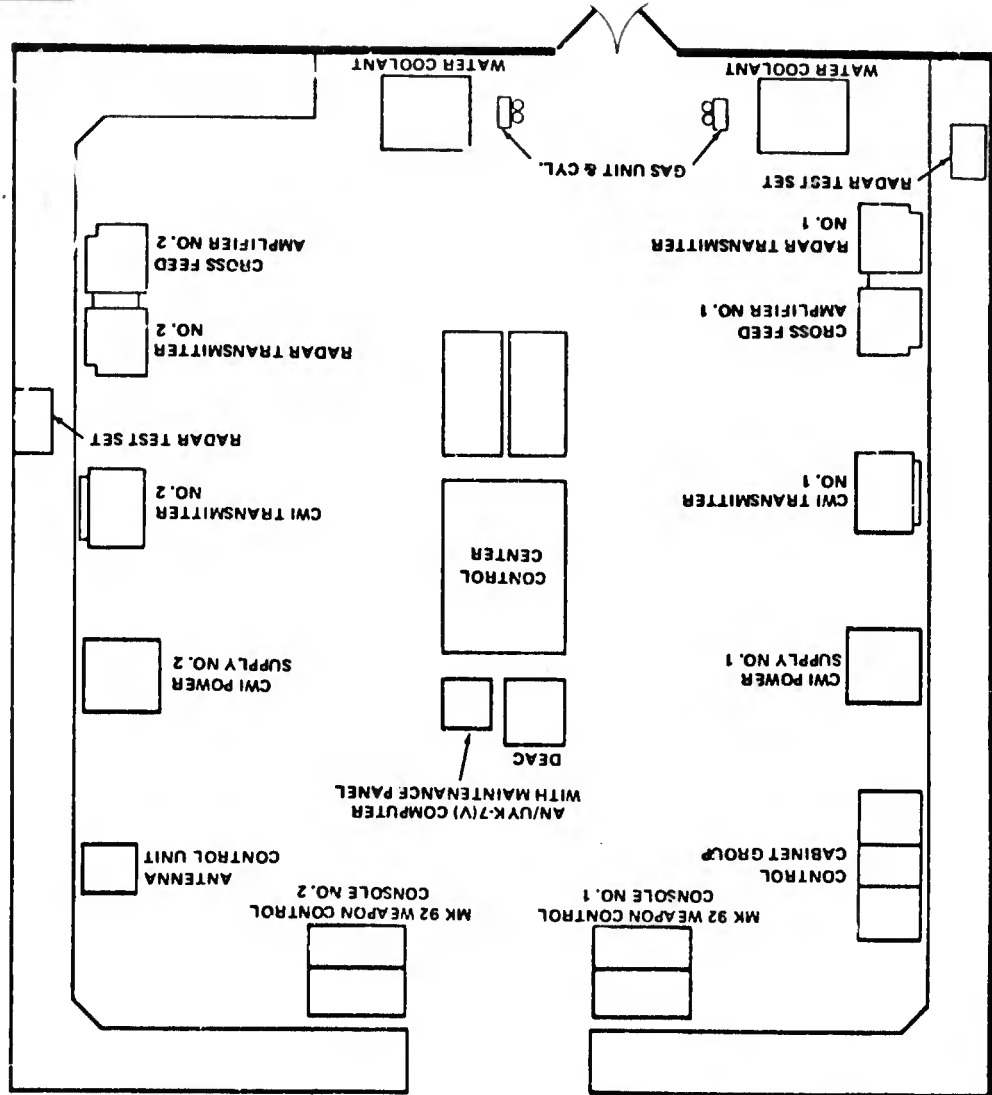 MK 92 WEAPON CONTROL
CONSOLE NO. 1
MK 92 WEAPON CONTROL
CONSOLE NO. 2
CONTROL
CABINET GROUP
ANTENNA
CONTROL UNIT
AN/UYK-7(V) COMPUTER
WITH MAINTENANCE PANEL
DEAC
CWI POWER
SUPPLY NO. 1
CWI POWER
SUPPLY NO. 2
CONTROL
CENTER
CWI TRANSMITTER
NO. 1
CWI TRANSMITTER
NO. 2
RADAR TEST SET
CROSS FEED
AMPLIFIER NO. 1
RADAR TRANSMITTER
NO. 2
RADAR TRANSMITTER
NO. 1
CROSS FEED
AMPLIFIER NO. 2
RADAR TEST SET
GAS UNIT & CYL.
WATER COOLANT
WATER COOLANT